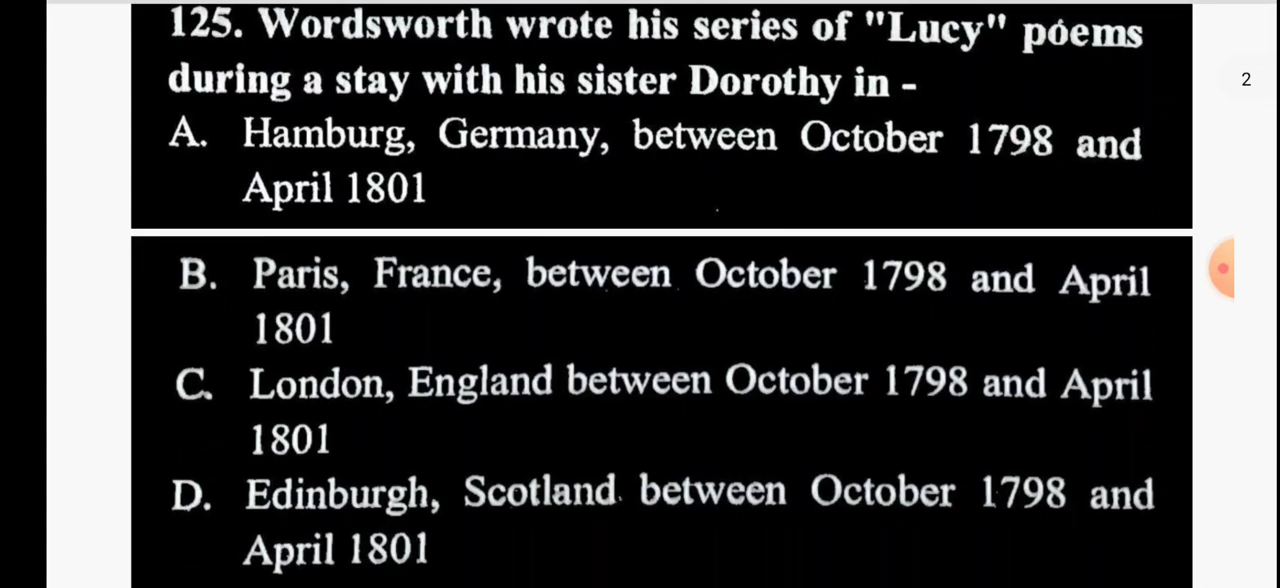 125. Wordsworth wrote his series of "Lucy" poems
during a stay with his sister Dorothy in -
A. Hamburg, Germany, between October 1798 and
April 1801
2
B. Paris, France, between October 1798 and April
1801
C. London, England between October 1798 and April
1801
D. Edinburgh, Scotland between October 1798 and
April 1801